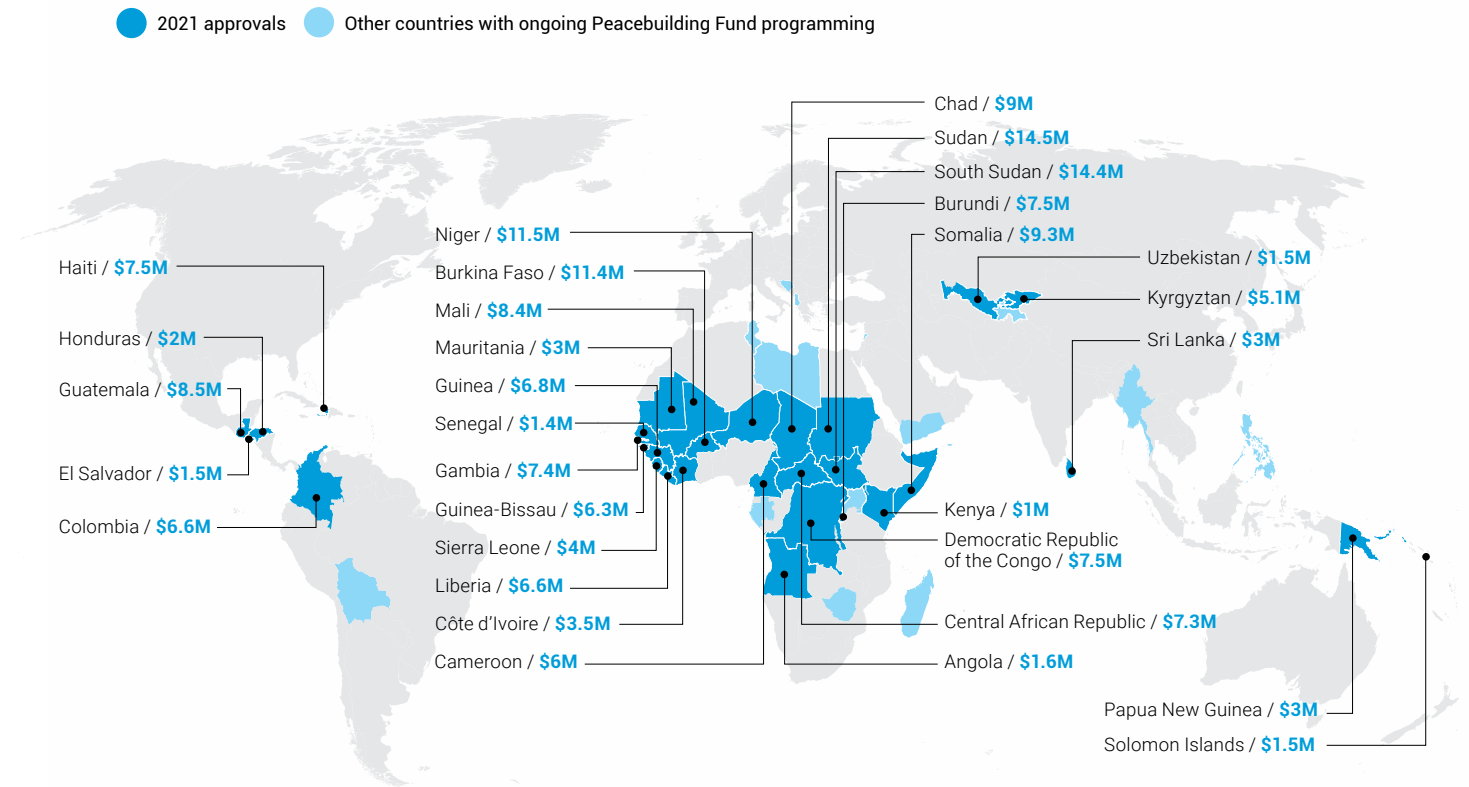 2021 approvals
Other countries with ongoing Peacebuilding Fund programming
Haiti / $7.5M
Honduras / $2M
Guatemala / $8.5M
El Salvador / $1.5M
Colombia / $6.6M
Niger / $11.5M
Burkina Faso / $11.4M
Mali / $8.4M
Mauritania / $3M
Guinea / $6.8M
Senegal / $1.4M
Gambia / $7.4M
Guinea-Bissau / $6.3M
Sierra Leone / $4M
Liberia / $6.6M
Côte d'Ivoire / $3.5M
Cameroon / $6M
Chad / $9M
Sudan / $14.5M
South Sudan / $14.4M
Burundi / $7.5M
Somalia / $9.3M
Kenya / $1M
Democratic Republic
of the Congo / $7.5M
Central African Republic / $7.3M
Angola / $1.6M
Uzbekistan / $1.5M
Kyrgyztan / $5.1M
Sri Lanka / $3M
Papua New Guinea / $3M
Solomon Islands / $1.5M